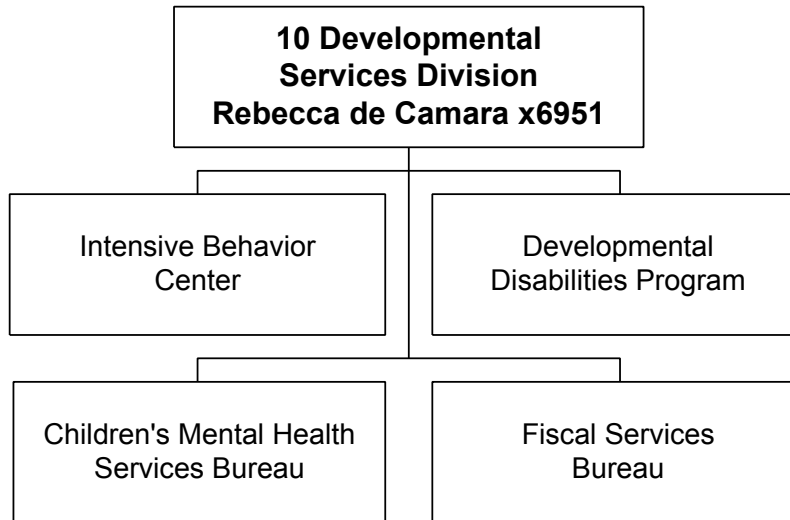 10 Developmental
Services Division
Rebecca de Camara x6951
Intensive Behavior
Center
Developmental
Disabilities Program
Children's Mental Health
Services Bureau
Fiscal Services
Bureau